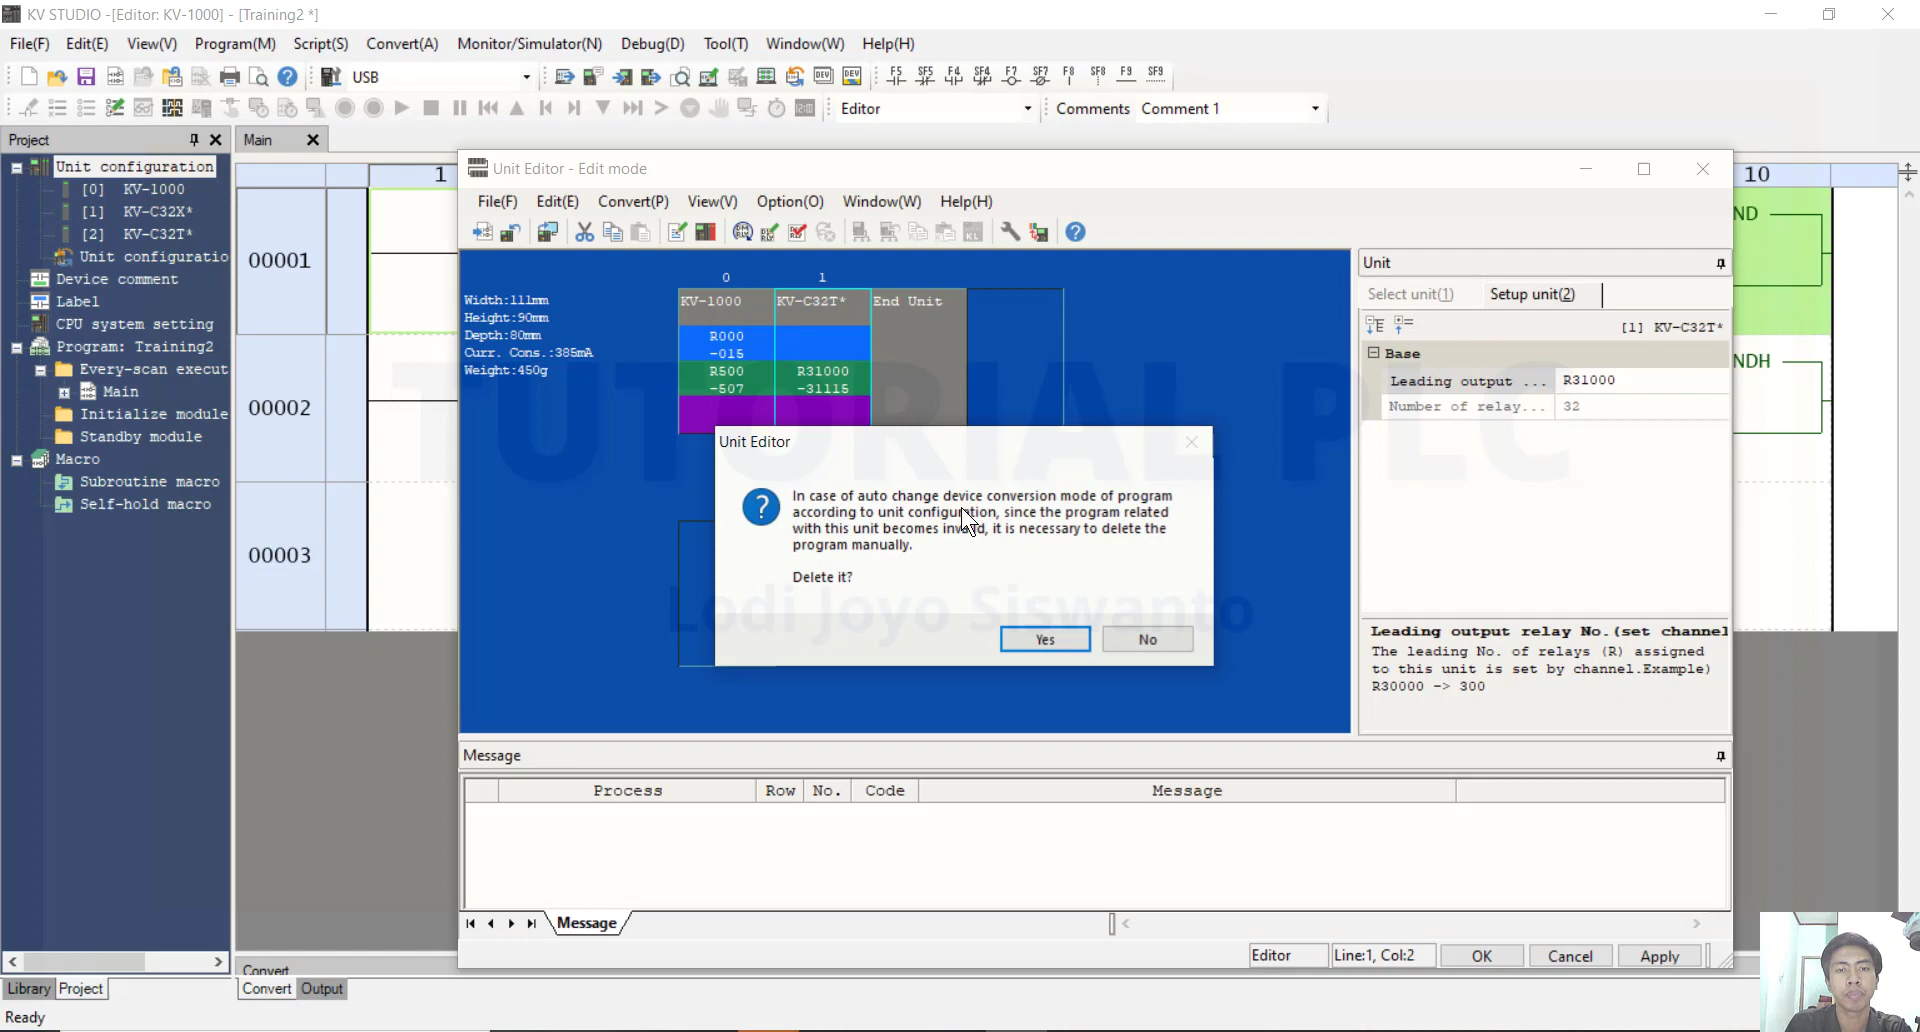 KV STUDIO -[Editor: KV-1000] - [Training2 *]
File(F) Edit(E) View(V) Program(M) Script(S) Convert(A) Monitor/Simulator(N) Debug(D) Tool(T) Window(W) Help(H)
USB
F5 SF5 F4 SF4 F7 SF7 F8 SF8 F9 SF9
Editor Comments Comment 1
Project
Unit configuration
[0] KV-1000
[1] KV-C32X*
[2] KV-C32T*
Unit configuratio
Device comment
Label
CPU system setting
Program: Training2
Every-scan execut
Main
Initialize module
Standby module
Macro
Subroutine macro
Self-hold macro
Library Project
Ready
Main
1
10
00001
00002
00003
ND
NDH
Convert
Convert Output
Unit Editor - Edit mode
File(F) Edit(E) Convert(P) View(V) Option(O) Window(W) Help(H)
Width:111mm
Height:90mm
Depth:80mm
Curr. Cons.:385mA
Weight:450g
0 1
KV-1000 KV-C32T* End Unit
R000
-015
R500 R31000
-507 -31115
Unit
Select unit(1) Setup unit(2)
[1] KV-C32T*
Base
Leading output ... R31000
Number of relay... 32
Leading output relay No.(set channel
The leading No. of relays (R) assigned
to this unit is set by channel.Example)
R30000 -> 300
TUTORIAL PLC
Lodi Joyo Siswanto
Unit Editor
In case of auto change device conversion mode of program
according to unit configuration, since the program related
with this unit becomes invalid, it is necessary to delete the
program manually.
Delete it?
Yes No
Message
Process Row No. Code Message
Message
Editor Line:1, Col:2 OK Cancel Apply